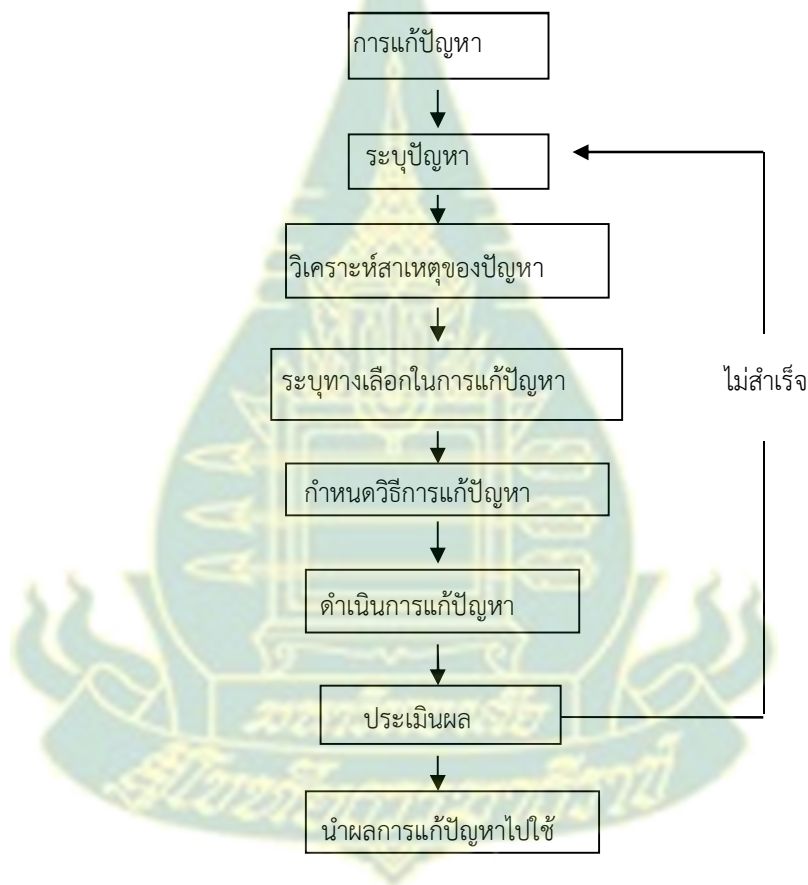 การแก้ปัญหา
ระบุปัญหา
วิเคราะห์สาเหตุของปัญหา
ระบุทางเลือกในการแก้ปัญหา
ไม่สำเร็จ
กำหนดวิธีการแก้ปัญหา
ดำเนินการแก้ปัญหา
ประเมินผล
นำผลการแก้ปัญหาไปใช้